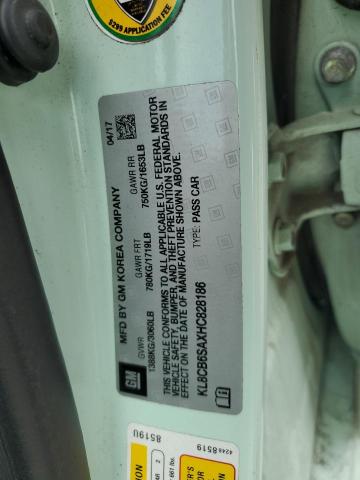 $299 APPLICATION FEE
MFD BY GM KOREA COMPANY 04/17
GVWR GAWR FRT GAWR RR
1388KG/3060LB 780KG/1719LB 750KG/1653LB
THIS VEHICLE CONFORMS TO ALL APPLICABLE U.S. FEDERAL MOTOR
VEHICLE SAFETY, BUMPER, AND THEFT PREVENTION STANDARDS IN
EFFECT ON THE DATE OF MANUFACTURE SHOWN ABOVE.
KL8CB6SAXHC828186 TYPE: PASS CAR
GM
8519U
8519